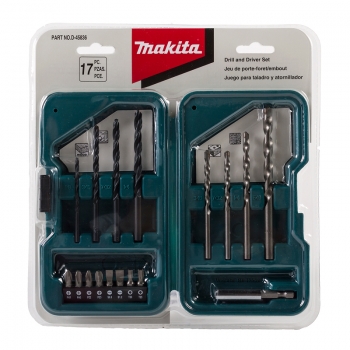 PART NO.D-45686
Makita
17 PC.
PZAS.
PCE.
Drill and Driver Set
Jeu de porte-foret/embout
Juego para taladro y atornillador